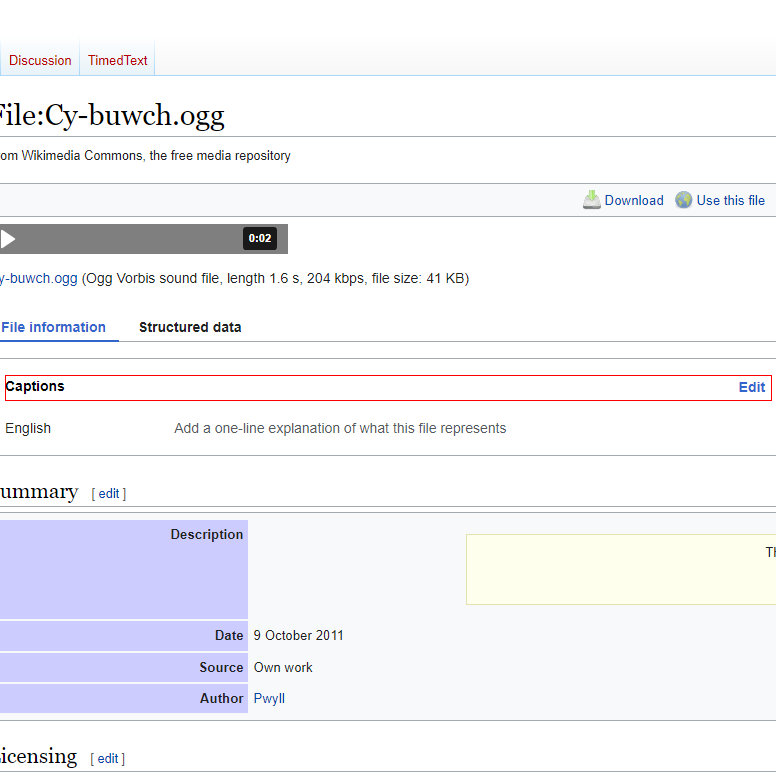 Discussion TimedText
File:Cy-buwch.ogg
om Wikimedia Commons, the free media repository
Download Use this file
0:02
y-buwch.ogg (Ogg Vorbis sound file, length 1.6 s, 204 kbps, file size: 41 KB)
File information Structured data
Captions Edit
English Add a one-line explanation of what this file represents
ummary [ edit ]
Description
Th
Date 9 October 2011
Source Own work
Author Pwyll
icensing [ edit ]